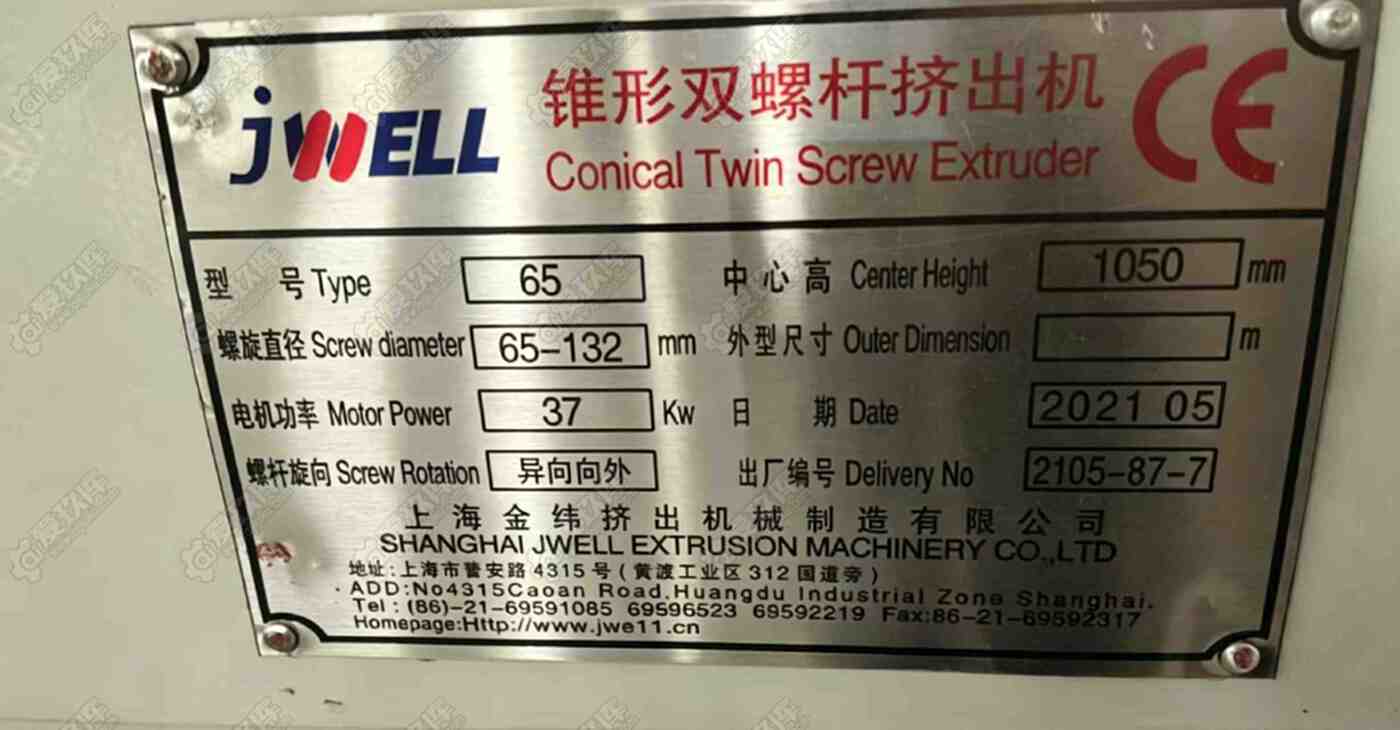 jWELL 锥形双螺杆挤出机 CE
Conical Twin Screw Extruder
型 号 Type 65 中心高 Center Height 1050 mm
螺旋直径 Screw diameter 65-132 mm 外型尺寸 Outer Dimension m
电机功率 Motor Power 37 Kw 日 期 Date 2021 05
螺杆旋向 Screw Rotation 异向向外 出厂编号 Delivery No 2105-87-7
上海金纬挤出机械制造有限公司
SHANGHAI JWELL EXTRUSION MACHINERY CO.,LTD
地址:上海市曹安路4315号(黄渡工业区312国道旁)
ADD:No4315Caoan Road.Huangdu Industrial Zone Shanghai.
Tel:(86)-21-69591085 69596523 69592219 Fax:86-21-69592317
Homepage:Http://www.jwe11.cn